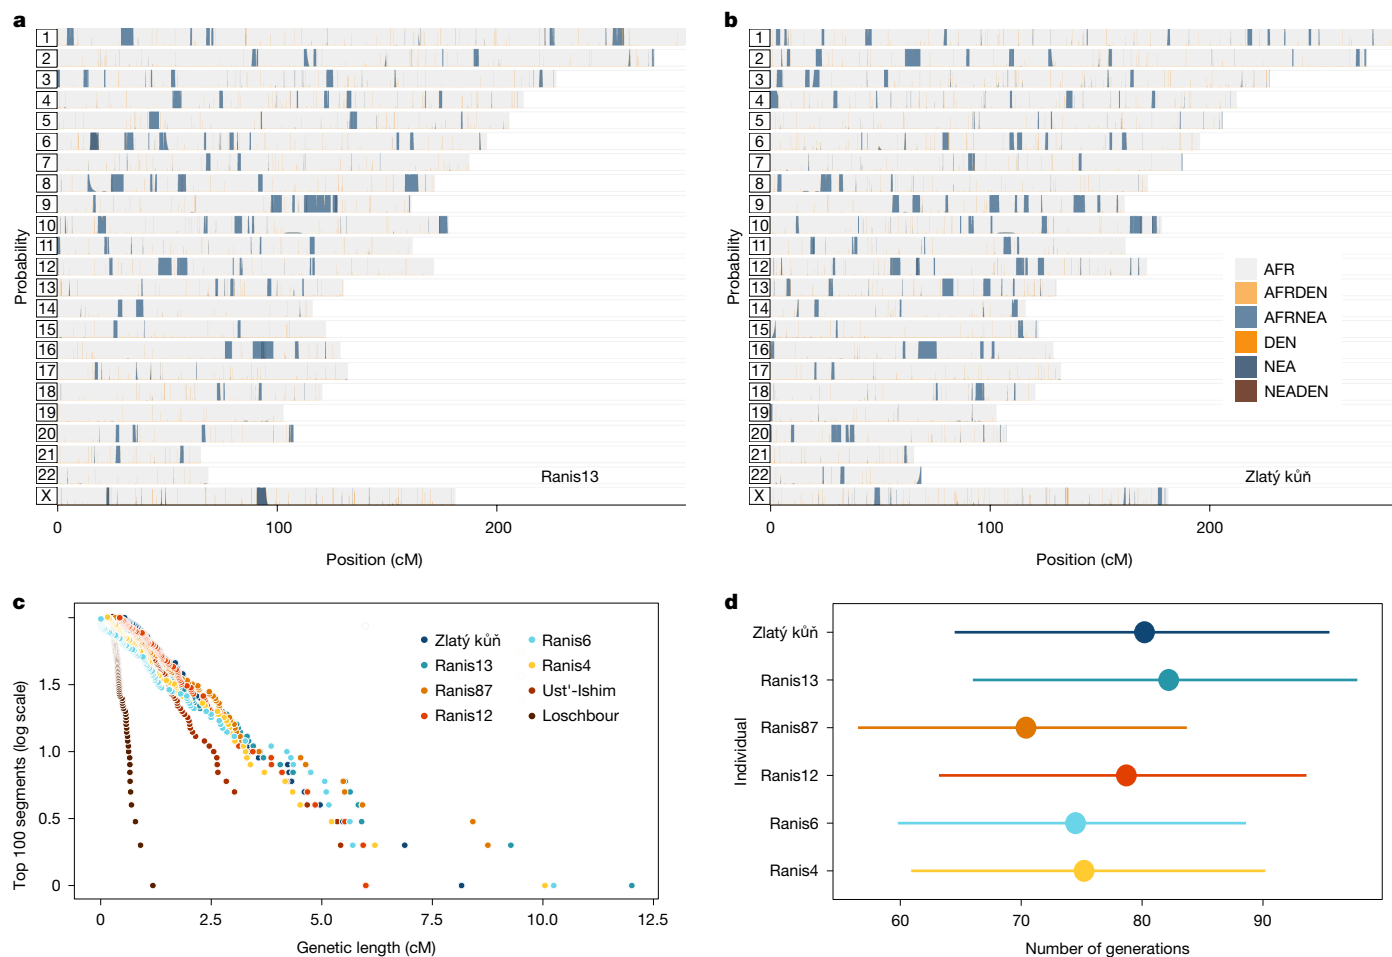 a
1
2
3
4
5
6
7
8
9
10
11
12
13
14
15
16
17
18
19
20
21
22
X
Probability
Ranis13
0
100
200
Position (cM)
b
1
2
3
4
5
6
7
8
9
10
11
12
13
14
15
16
17
18
19
20
21
22
X
Probability
AFR
AFRDEN
AFRNEA
DEN
NEA
NEADEN
Zlatý kůň
0
100
200
Position (cM)
c
Top 100 segments (log scale)
1.5
1.0
0.5
0
Zlatý kůň
Ranis13
Ranis87
Ranis12
Ranis6
Ranis4
Ust'-Ishim
Loschbour
0
2.5
5.0
7.5
10.0
12.5
Genetic length (cM)
d
Individual
Zlatý kůň
Ranis13
Ranis87
Ranis12
Ranis6
Ranis4
60
70
80
90
Number of generations